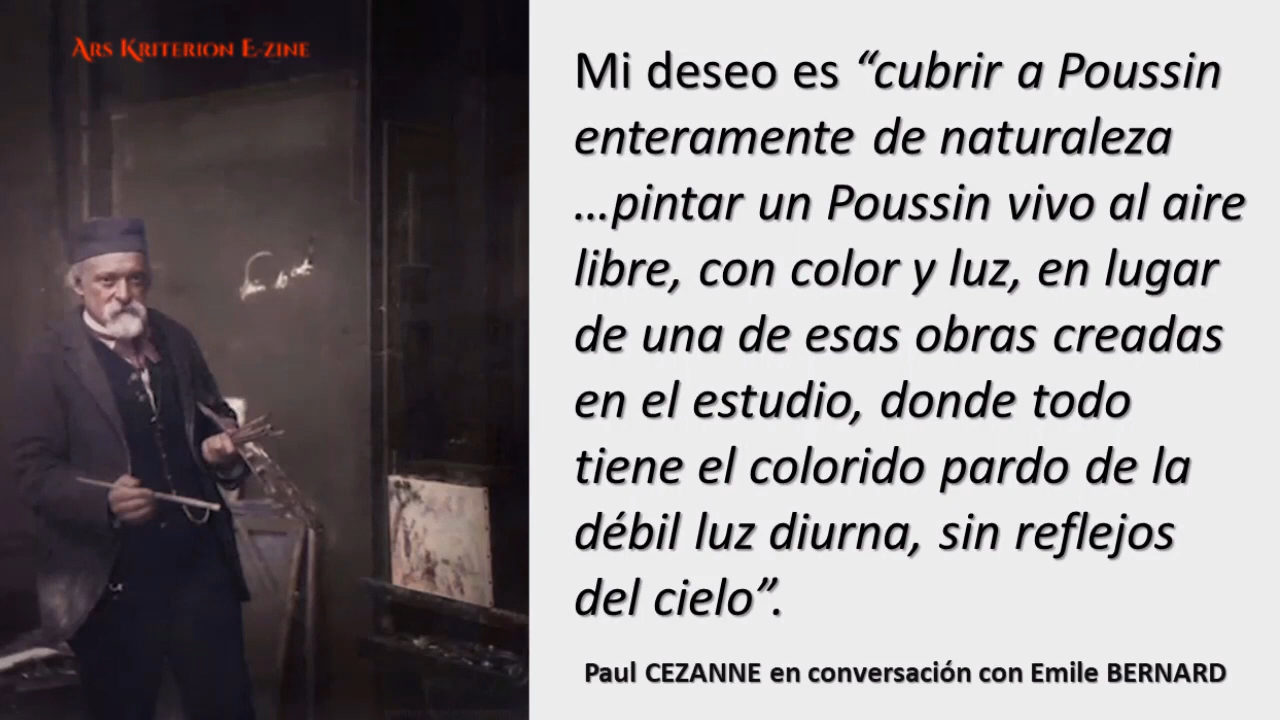 ARS KRITERION E-ZINE
Mi deseo es “cubrir a Poussin
enteramente de naturaleza
...pintar un Poussin vivo al aire
libre, con color y luz, en lugar
de una de esas obras creadas
en el estudio, donde todo
tiene el colorido pardo de la
débil luz diurna, sin reflejos
del cielo”.
Paul CEZANNE en conversación con Emile BERNARD